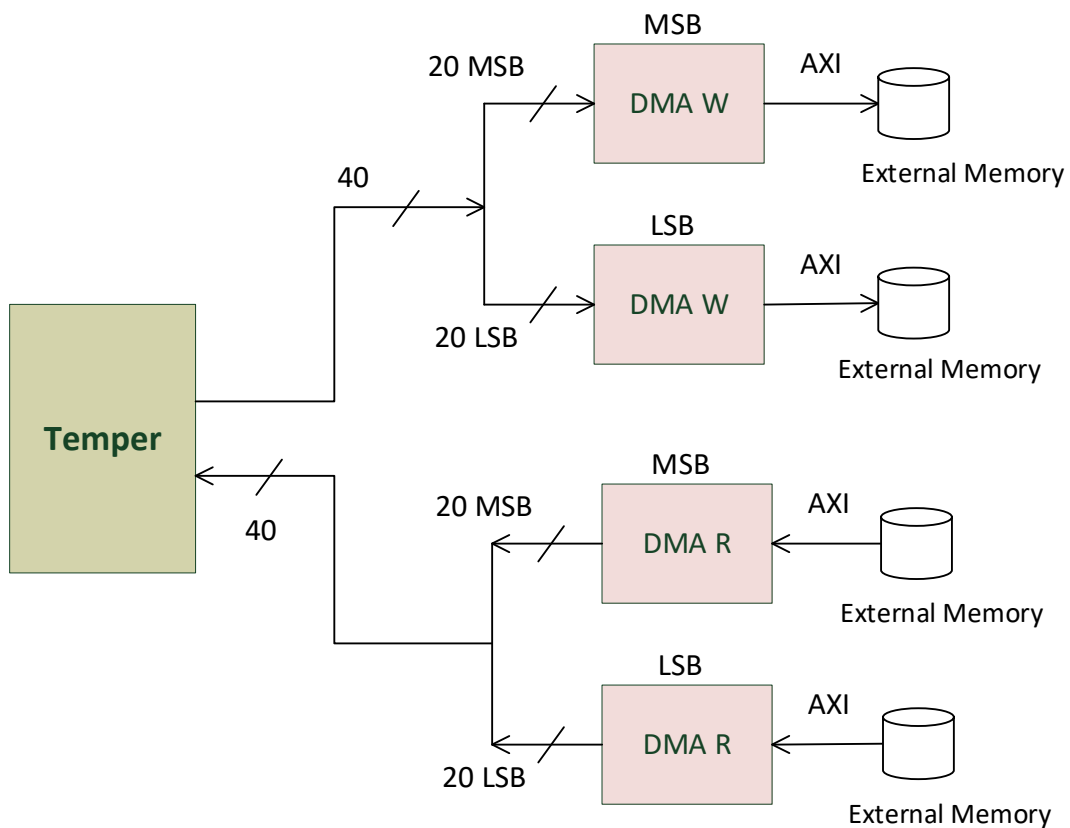 MSB
20 MSB
AXI
DMA W
External Memory
40
LSB
AXI
DMA W
20 LSB
External Memory
Temper
MSB
20 MSB
AXI
40
DMA R
External Memory
LSB
AXI
DMA R
20 LSB
External Memory